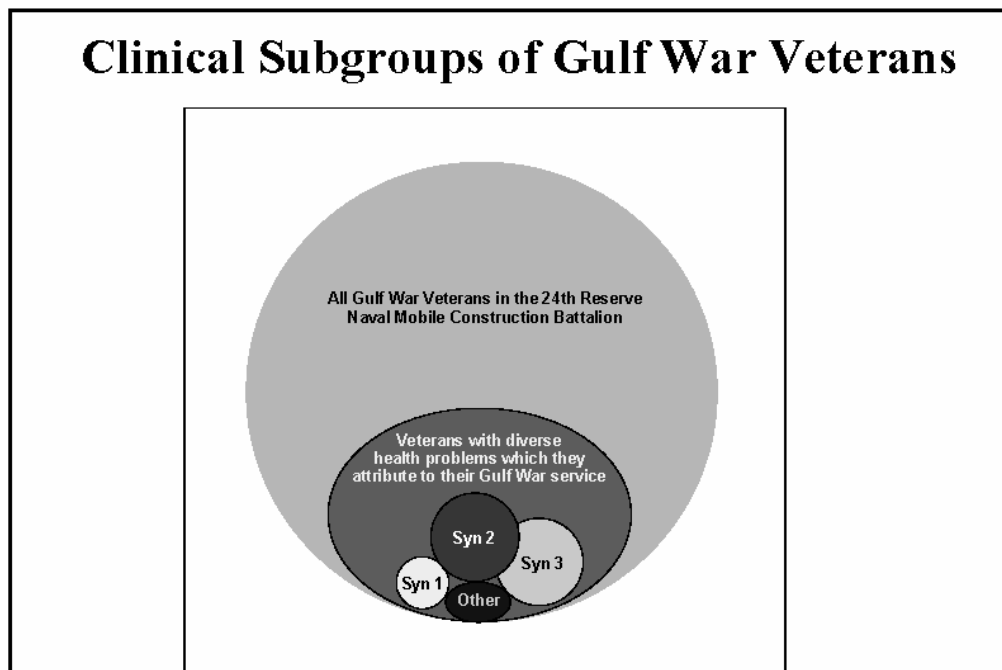 Clinical Subgroups of Gulf War Veterans
All Gulf War Veterans in the 24th Reserve
Naval Mobile Construction Battalion
Veterans with diverse
health problems which they
attribute to their Gulf War service
Syn 2
Syn 3
Syn 1
Other